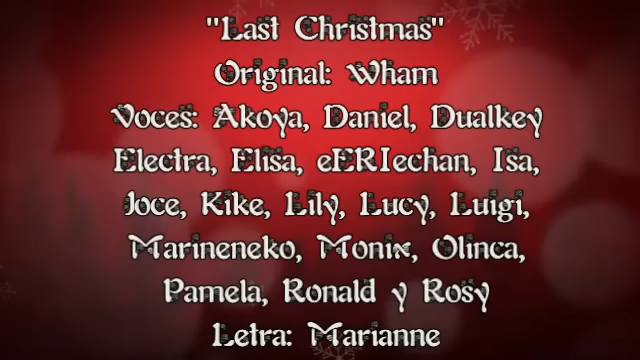 "Last Christmas"
Original: Wham
Voces: Akoya, Daniel, Dualkey
Electra, Elisa, eERIechan, Isa,
Joce, Kike, Lily, Lucy, Luigi,
Marineneko, Monix, Olinca,
Pamela, Ronald y Rosy
Letra: Marianne